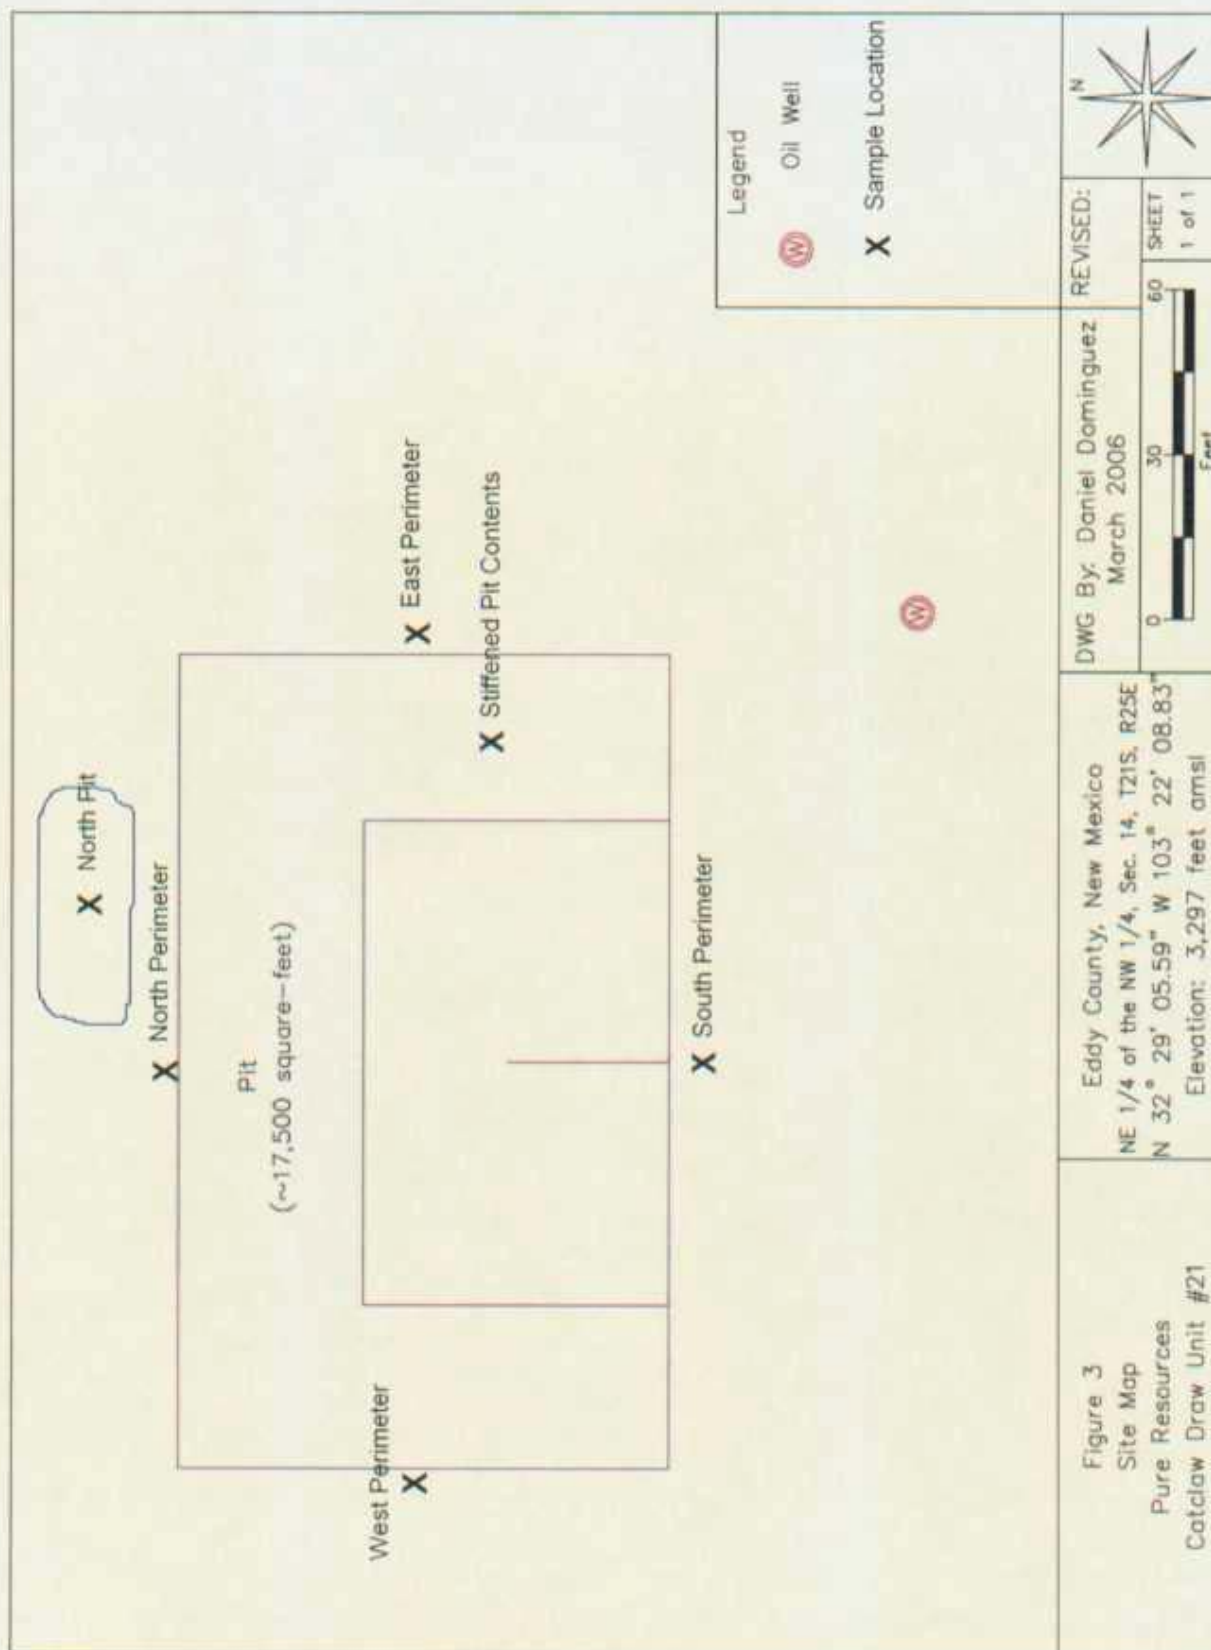 North Pit
North Perimeter
Pit
(~17,500 square-feet)
West Perimeter
East Perimeter
Stiffened Pit Contents
South Perimeter
W
Legend
W Oil Well
X Sample Location
Figure 3
Site Map
Pure Resources
Catclaw Draw Unit #21
Eddy County, New Mexico
NE 1/4 of the NW 1/4, Sec. 14, T21S, R25E
N 32° 29' 05.59" W 103° 22' 08.83"
Elevation: 3,297 feet amsl
DWG By: Daniel Dominguez
March 2006
REVISED:
0 30 60
Feet
SHEET
1 of 1
N